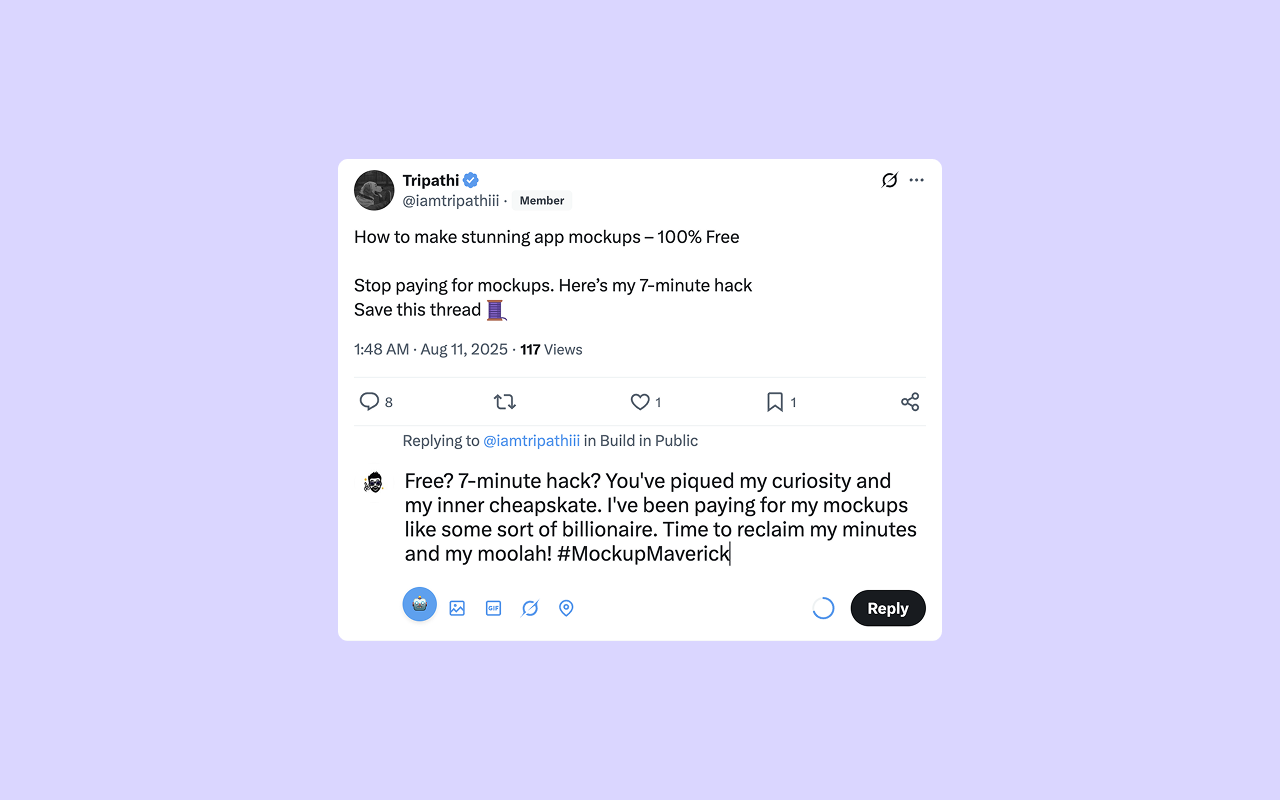 Tripathi
@iamtripathiii · Member
How to make stunning app mockups – 100% Free
Stop paying for mockups. Here’s my 7-minute hack
Save this thread 🧵
1:48 AM · Aug 11, 2025 · 117 Views
8
1
1
Replying to @iamtripathiii in Build in Public
Free? 7-minute hack? You've piqued my curiosity and
my inner cheapskate. I've been paying for my mockups
like some sort of billionaire. Time to reclaim my minutes
and my moolah! #MockupMaverick
GIF
Reply